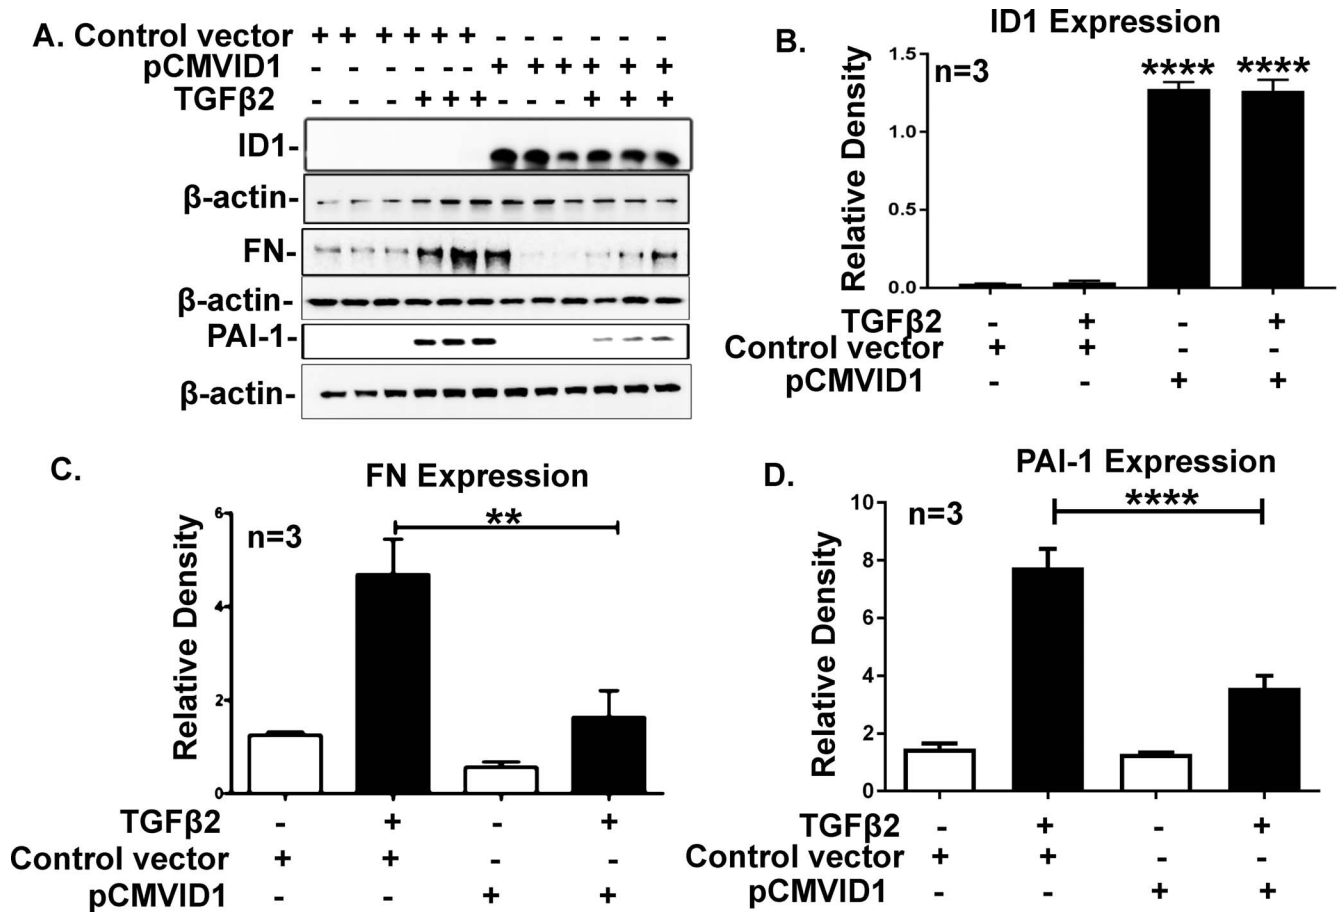 A. Control vector + + + + + + - - - - - -
pCMVID1 - - - - - - + + + + + +
TGFβ2 - - - + + + - - - + + +
ID1-
β-actin-
FN-
β-actin-
PAI-1-
β-actin-
B.
ID1 Expression
n=3
**** ****
Relative Density
1.5
1.0
0.5
0.0
TGFβ2 - + - +
Control vector + + - -
pCMVID1 - - + +
C.
FN Expression
n=3
**
Relative Density
6
4
2
0
TGFβ2 - + - +
Control vector + + - -
pCMVID1 - - + +
D.
PAI-1 Expression
n=3
****
Relative Density
10
8
6
4
2
0
TGFβ2 - + - +
Control vector + + - -
pCMVID1 - - + +